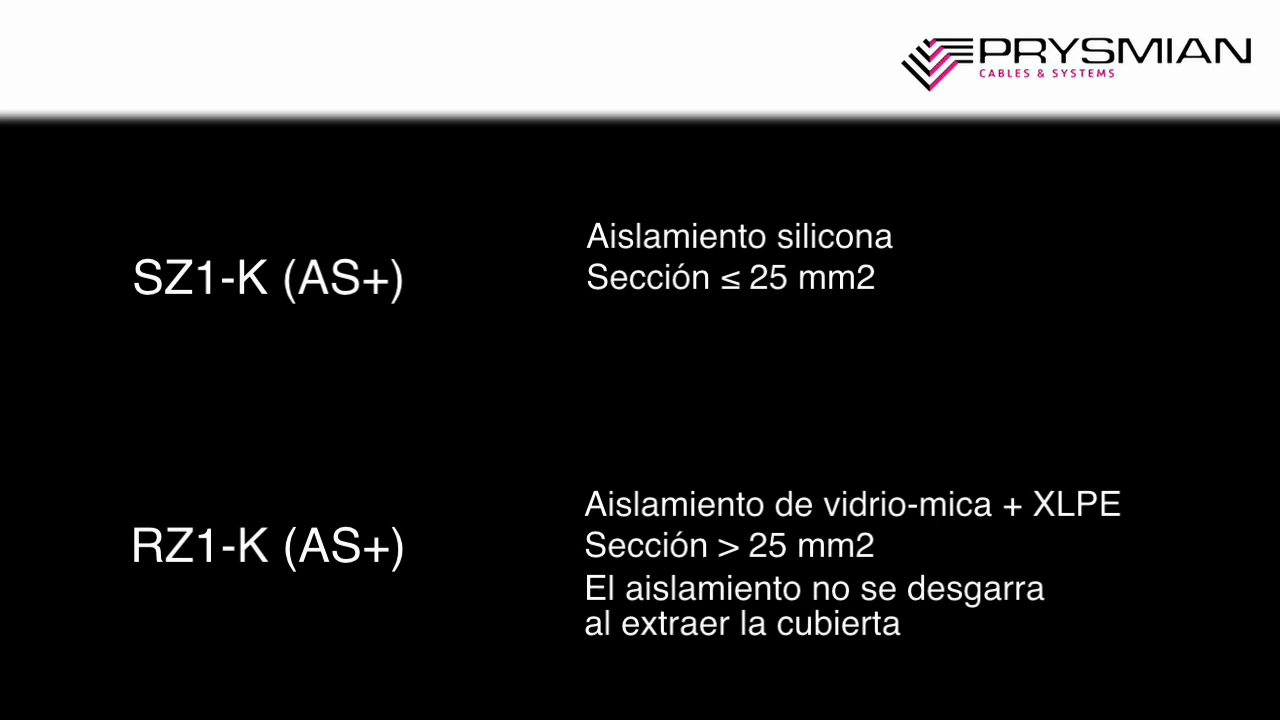 PRYSMIAN
CABLES & SYSTEMS
SZ1-K (AS+)
Aislamiento silicona
Sección ≤ 25 mm2
RZ1-K (AS+)
Aislamiento de vidrio-mica + XLPE
Sección > 25 mm2
El aislamiento no se desgarra
al extraer la cubierta